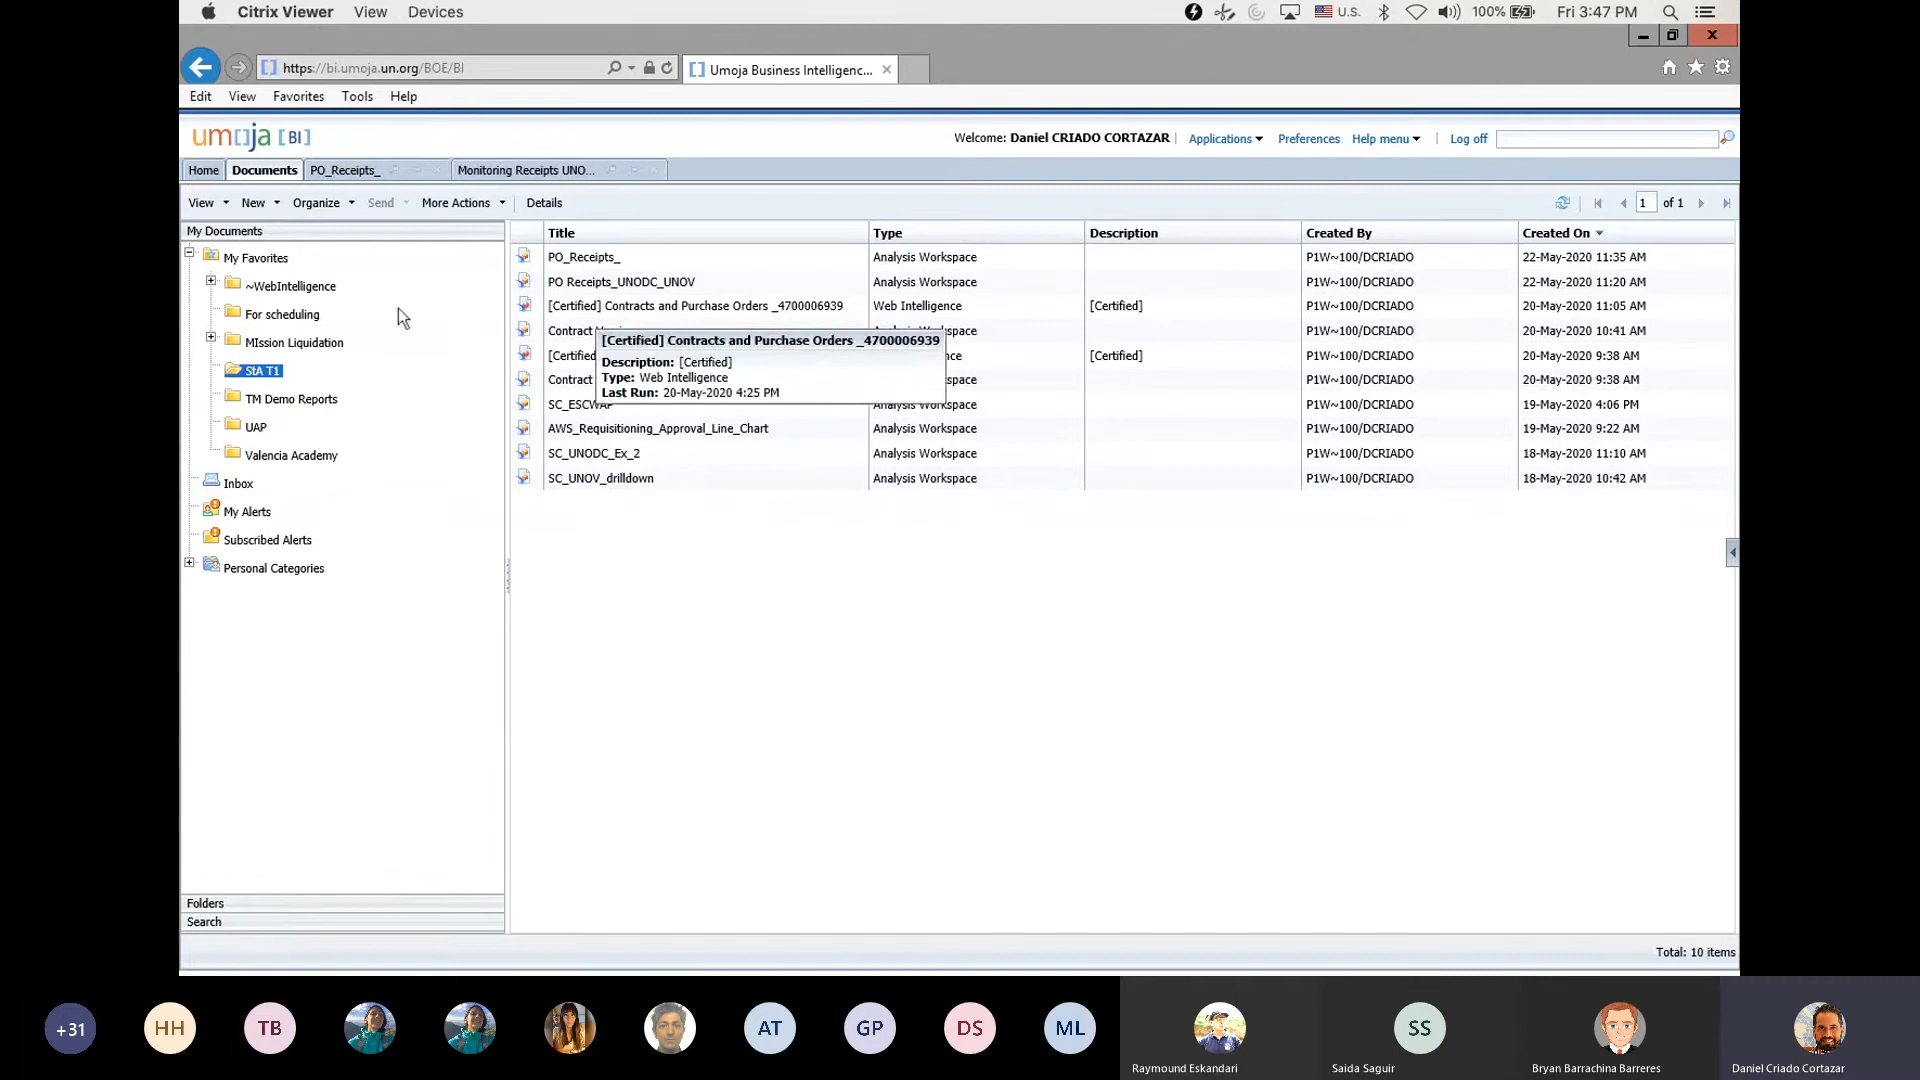 Citrix Viewer View Devices U.S. 100% Fri 3:47 PM
https://bi.umoja.un.org/BOE/BI Umoja Business Intelligenc...
Edit View Favorites Tools Help
um[]ja [BI] Welcome: Daniel CRIADO CORTAZAR Applications Preferences Help menu Log off
Home Documents PO_Receipts_ Monitoring Receipts UNO...
View New Organize Send More Actions Details 1 of 1
My Documents
My Favorites
~WebIntelligence
For scheduling
MIssion Liquidation
StA T1
TM Demo Reports
UAP
Valencia Academy
Inbox
My Alerts
Subscribed Alerts
Personal Categories
Folders
Search
Title Type Description Created By Created On
PO_Receipts_ Analysis Workspace P1W~100/DCRIADO 22-May-2020 11:35 AM
PO Receipts_UNODC_UNOV Analysis Workspace P1W~100/DCRIADO 22-May-2020 11:20 AM
[Certified] Contracts and Purchase Orders _4700006939 Web Intelligence [Certified] P1W~100/DCRIADO 20-May-2020 11:05 AM
Contract P1W~100/DCRIADO 20-May-2020 10:41 AM
[Certified] Contracts and Purchase Orders _4700006939
Description: [Certified]
Type: Web Intelligence
Last Run: 20-May-2020 4:25 PM
[Certified [Certified] P1W~100/DCRIADO 20-May-2020 9:38 AM
Contract P1W~100/DCRIADO 20-May-2020 9:38 AM
SC_ESCWAP Analysis Workspace P1W~100/DCRIADO 19-May-2020 4:06 PM
AWS_Requisitioning_Approval_Line_Chart Analysis Workspace P1W~100/DCRIADO 19-May-2020 9:22 AM
SC_UNODC_Ex_2 Analysis Workspace P1W~100/DCRIADO 18-May-2020 11:10 AM
SC_UNOV_drilldown Analysis Workspace P1W~100/DCRIADO 18-May-2020 10:42 AM
Total: 10 items
+31 HH TB AT GP DS ML SS
Raymound Eskandari Saida Saguir Bryan Barrachina Barreres Daniel Criado Cortazar